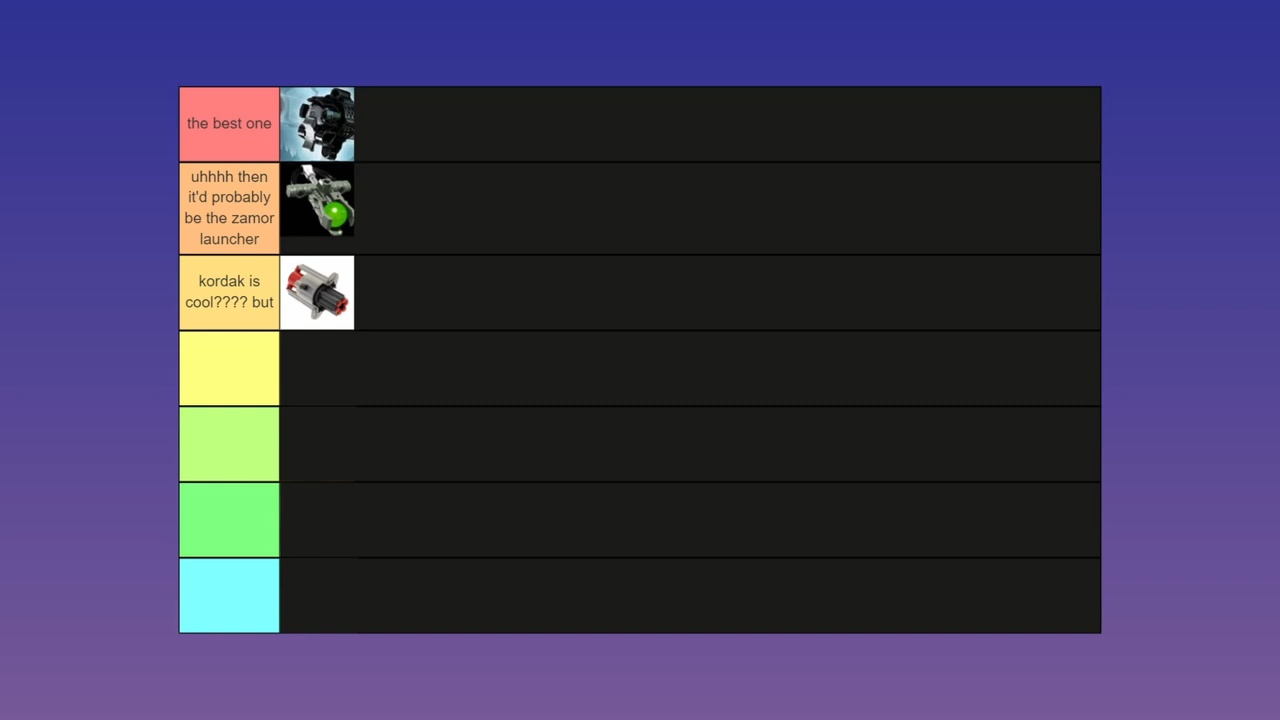 the best one
uhhhh then
it'd probably
be the zamor
launcher
kordak is
cool???? but